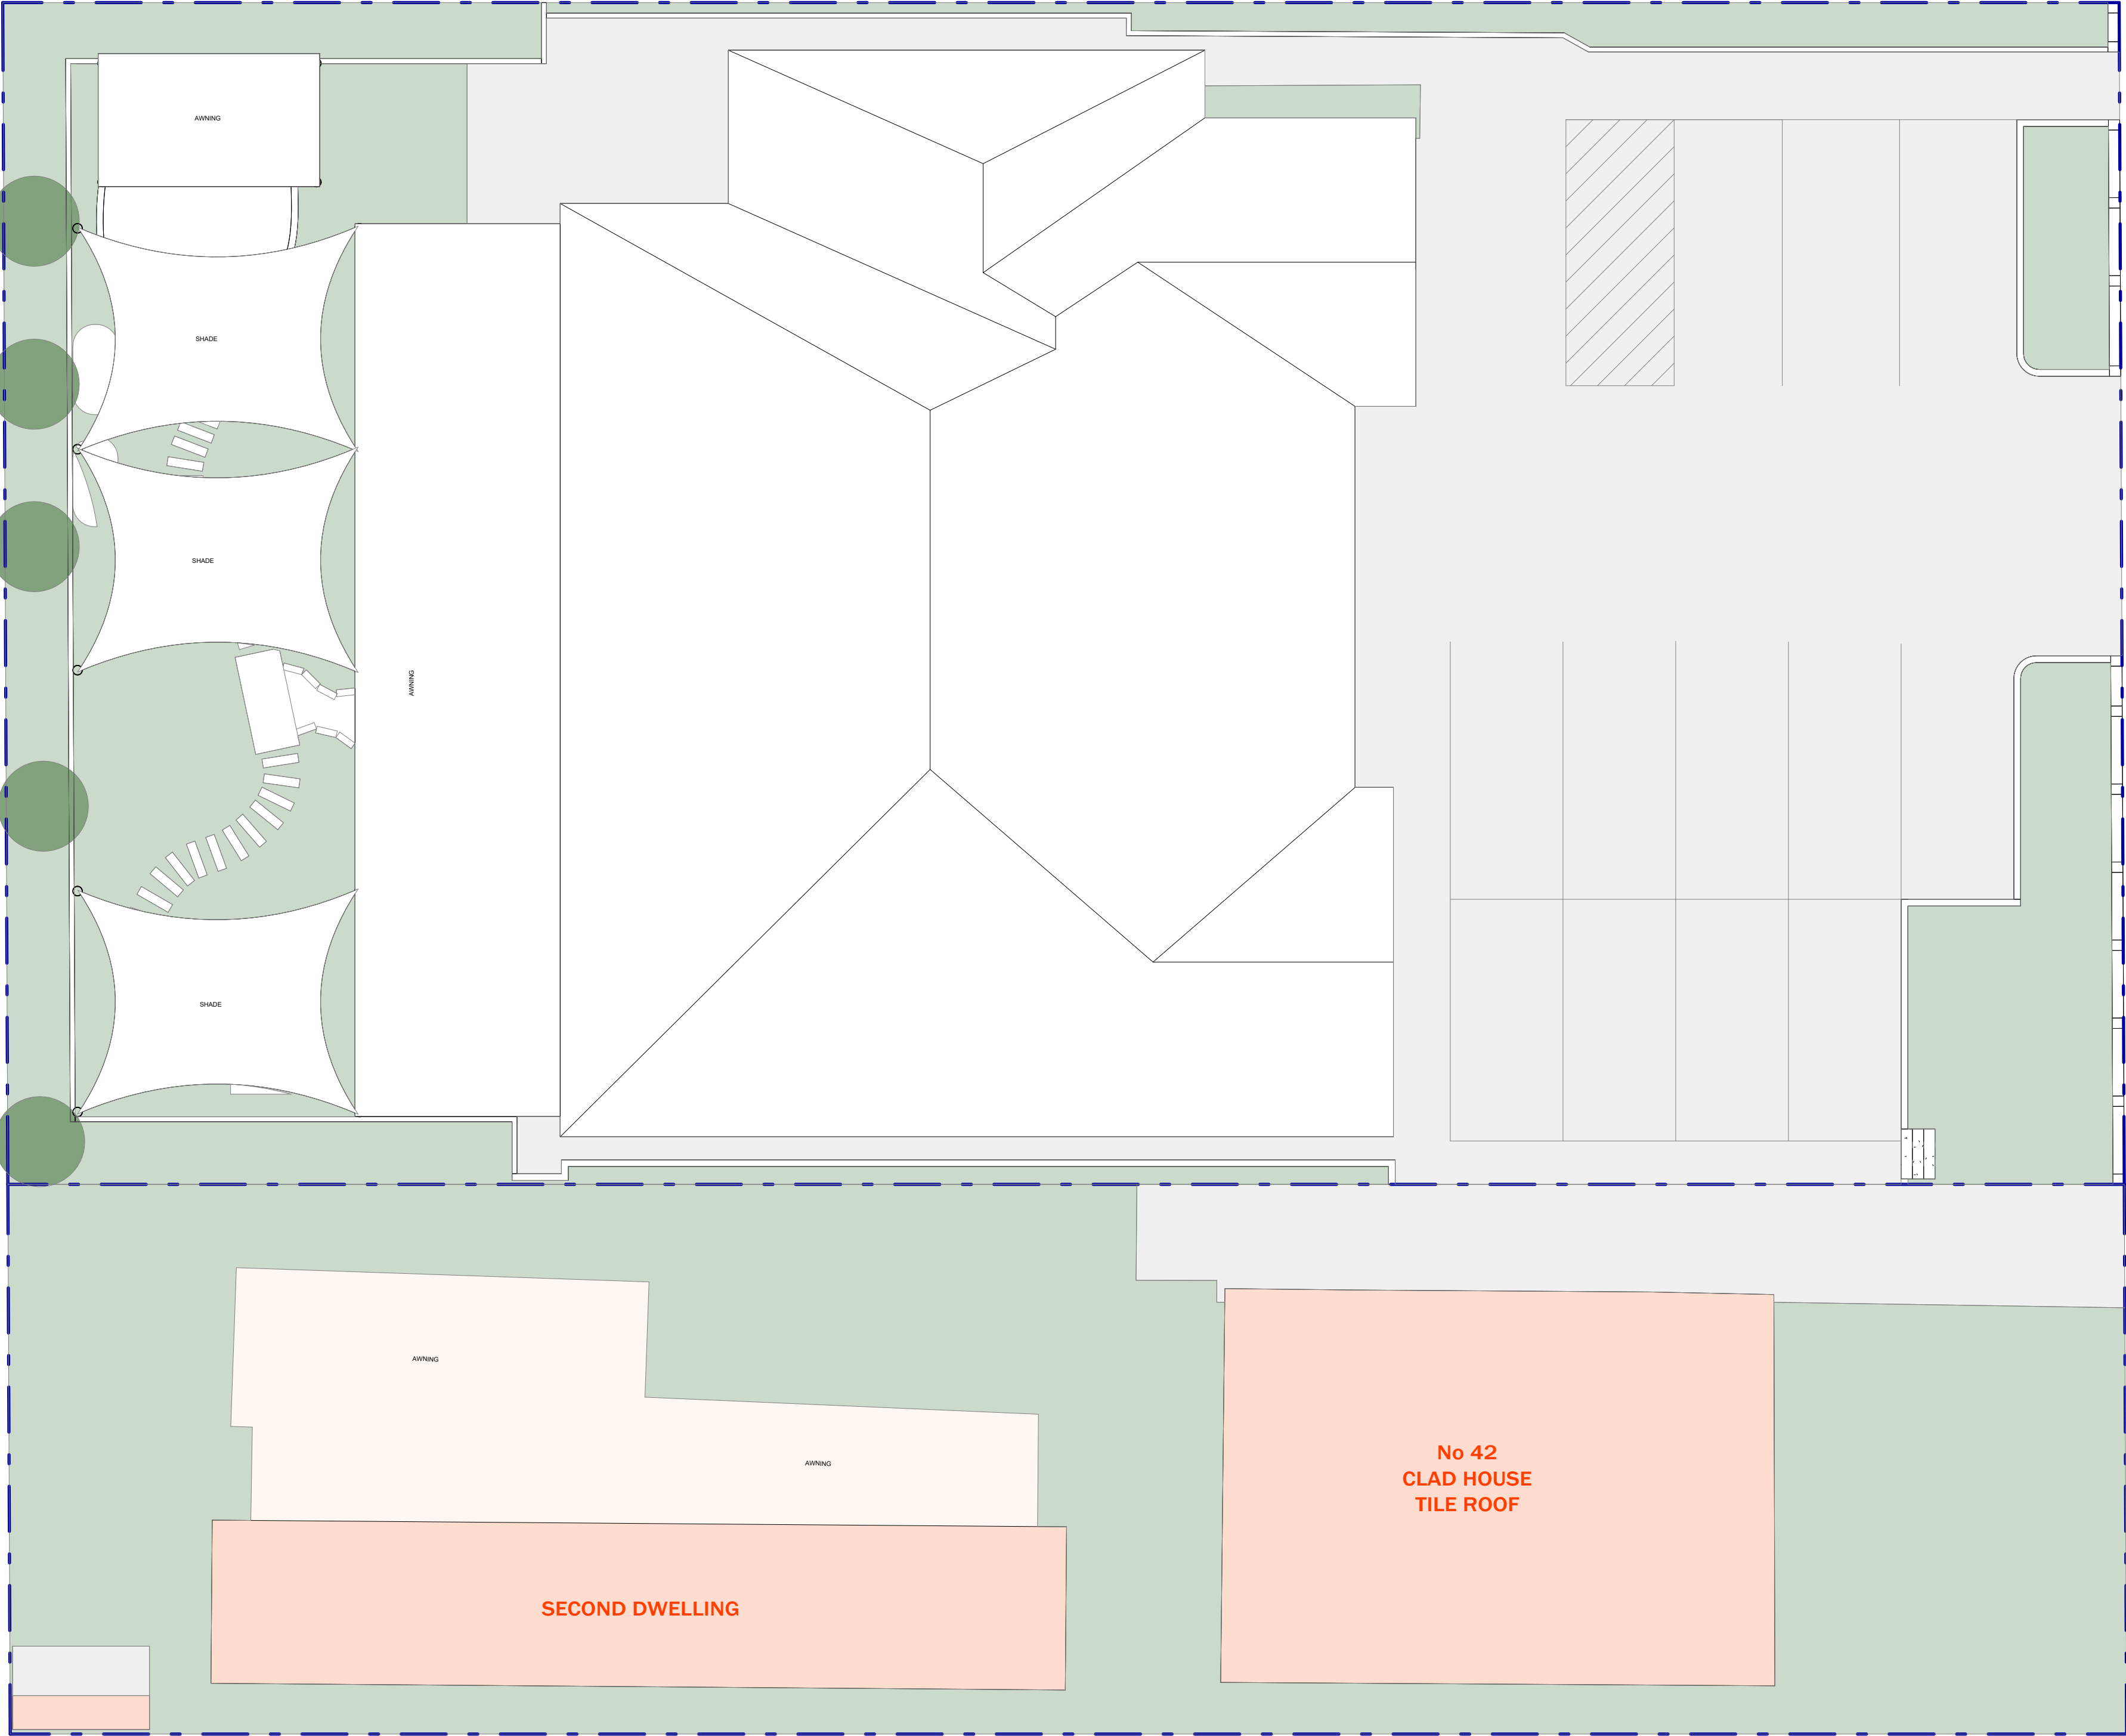 AWNING
SHADE
SHADE
AWNING
SHADE
AWNING
AWNING
No 42
CLAD HOUSE
TILE ROOF
SECOND DWELLING